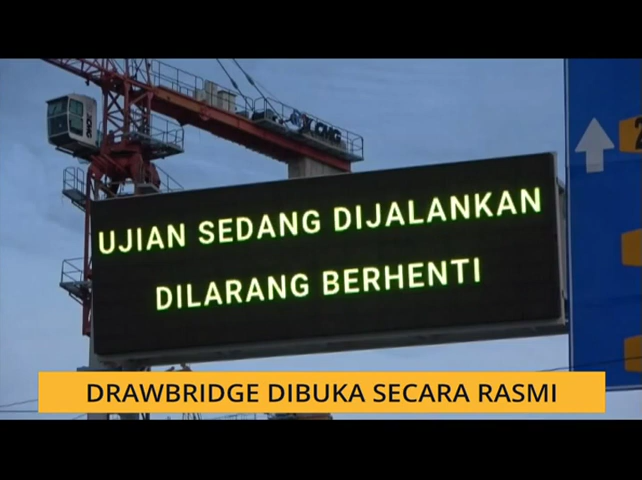 UJIAN SEDANG DIJALANKAN
DILARANG BERHENTI
DRAWBRIDGE DIBUKA SECARA RASMI